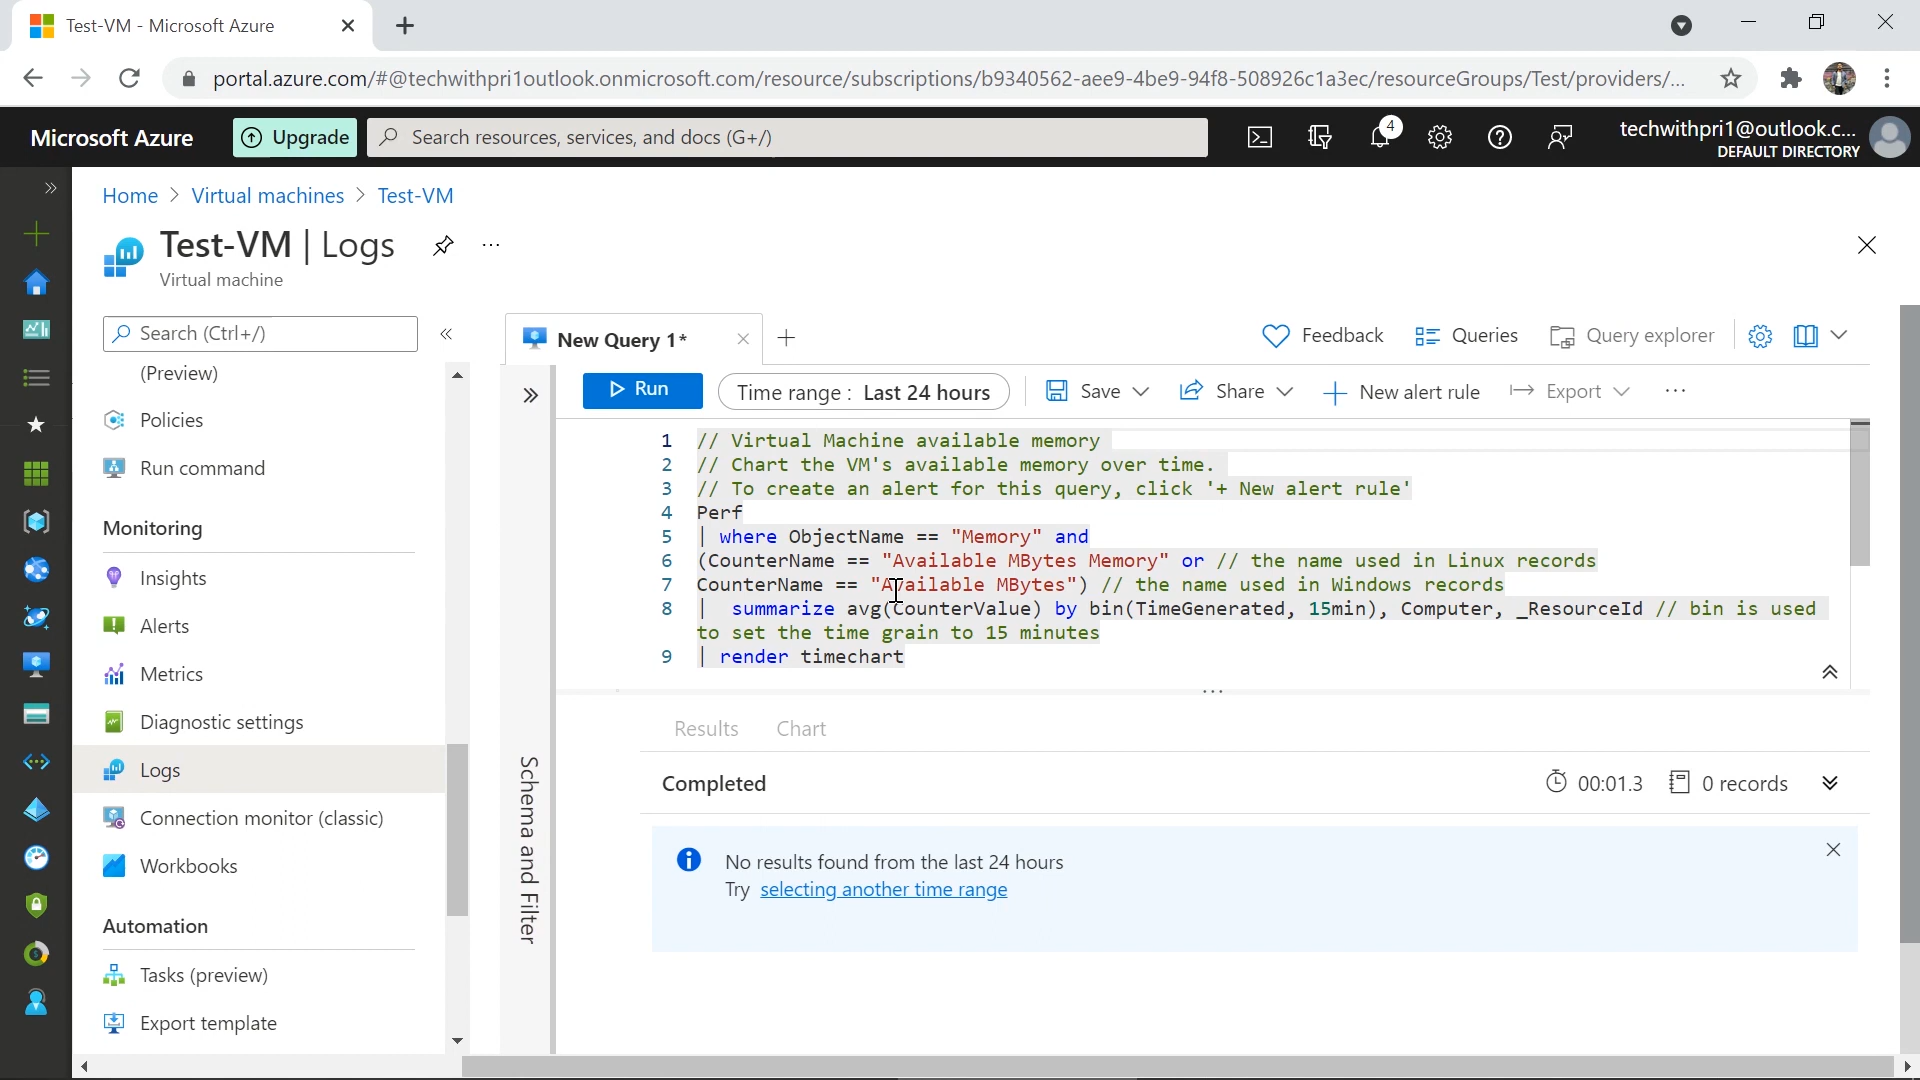 Test-VM - Microsoft Azure
portal.azure.com/#@techwithpri1outlook.onmicrosoft.com/resource/subscriptions/b9340562-aee9-4be9-94f8-508926c1a3ec/resourceGroups/Test/providers/...
Microsoft Azure
Upgrade
Search resources, services, and docs (G+/)
4
techwithpri1@outlook.c...
DEFAULT DIRECTORY
Home > Virtual machines > Test-VM
Test-VM | Logs
Virtual machine
Search (Ctrl+/)
(Preview)
Policies
Run command
Monitoring
Insights
Alerts
Metrics
Diagnostic settings
Logs
Connection monitor (classic)
Workbooks
Automation
Tasks (preview)
Export template
New Query 1*
Feedback
Queries
Query explorer
Run
Time range : Last 24 hours
Save
Share
New alert rule
Export
Schema and Filter
1 // Virtual Machine available memory
2 // Chart the VM's available memory over time.
3 // To create an alert for this query, click '+ New alert rule'
4 Perf
5 | where ObjectName == "Memory" and
6 (CounterName == "Available MBytes Memory" or // the name used in Linux records
7 CounterName == "Available MBytes") // the name used in Windows records
8 | summarize avg(CounterValue) by bin(TimeGenerated, 15min), Computer, _ResourceId // bin is used
to set the time grain to 15 minutes
9 | render timechart
Results
Chart
Completed
00:01.3
0 records
No results found from the last 24 hours
Try selecting another time range